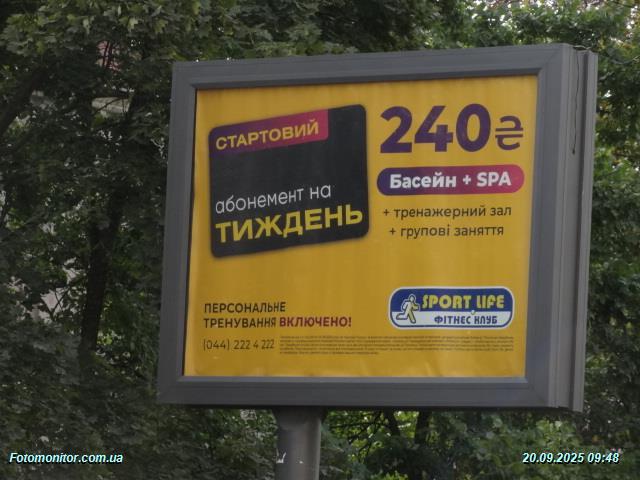 СТАРТОВИЙ
абонемент на
ТИЖДЕНЬ
240₴
Басейн + SPA
+ тренажерний зал
+ групові заняття
ПЕРСОНАЛЬНЕ
ТРЕНУВАННЯ ВКЛЮЧЕНО!
(044) 222 4 222
SPORT LIFE
ФІТНЕС КЛУБ
Fotomonitor.com.ua
20.09.2025 09:48